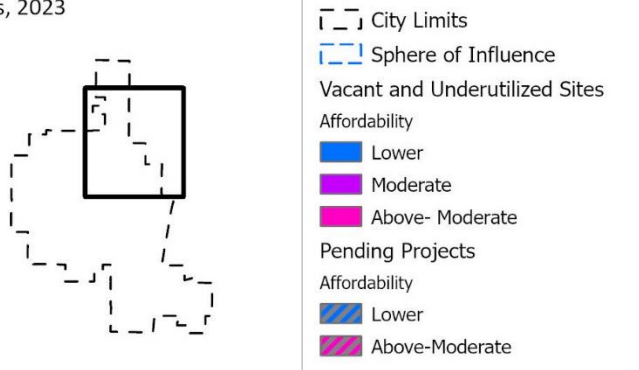 s, 2023
City Limits
Sphere of Influence
Vacant and Underutilized Sites
Affordability
Lower
Moderate
Above- Moderate
Pending Projects
Affordability
Lower
Above-Moderate